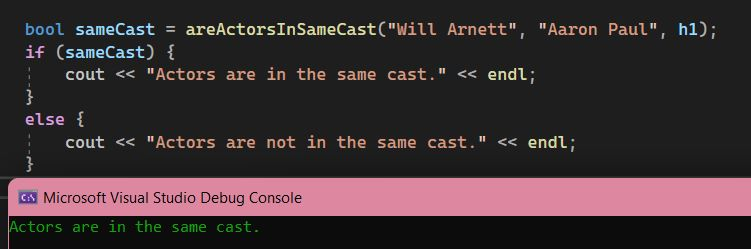 bool sameCast = areActorsInSameCast("Will Arnett", "Aaron Paul", h1);
if (sameCast) {
    cout << "Actors are in the same cast." << endl;
}
else {
    cout << "Actors are not in the same cast." << endl;
}
C:\ Microsoft Visual Studio Debug Console
Actors are in the same cast.